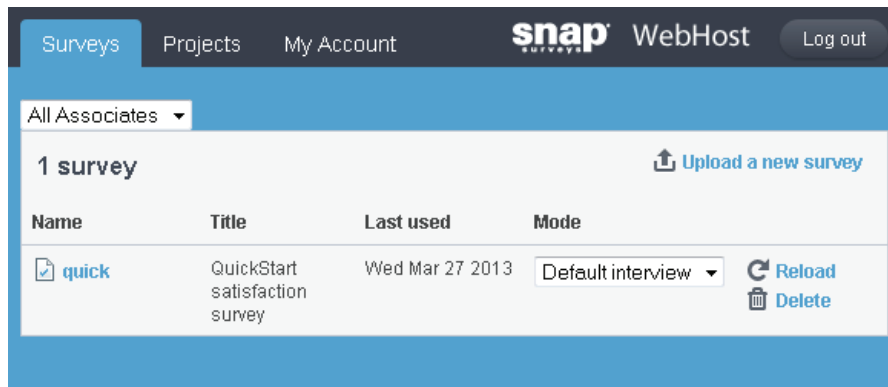 Surveys Projects My Account snap surveys WebHost Log out
All Associates
1 survey Upload a new survey
Name Title Last used Mode
quick QuickStart satisfaction survey Wed Mar 27 2013 Default interview Reload
Delete